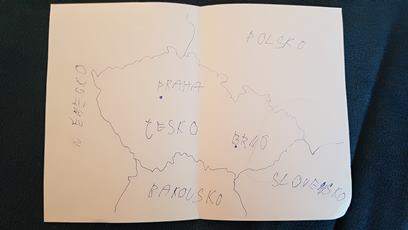 POLSKO
NĚMECKO
PRAHA
ČESKO
BRNO
RAKOUSKO
SLOVENSKO